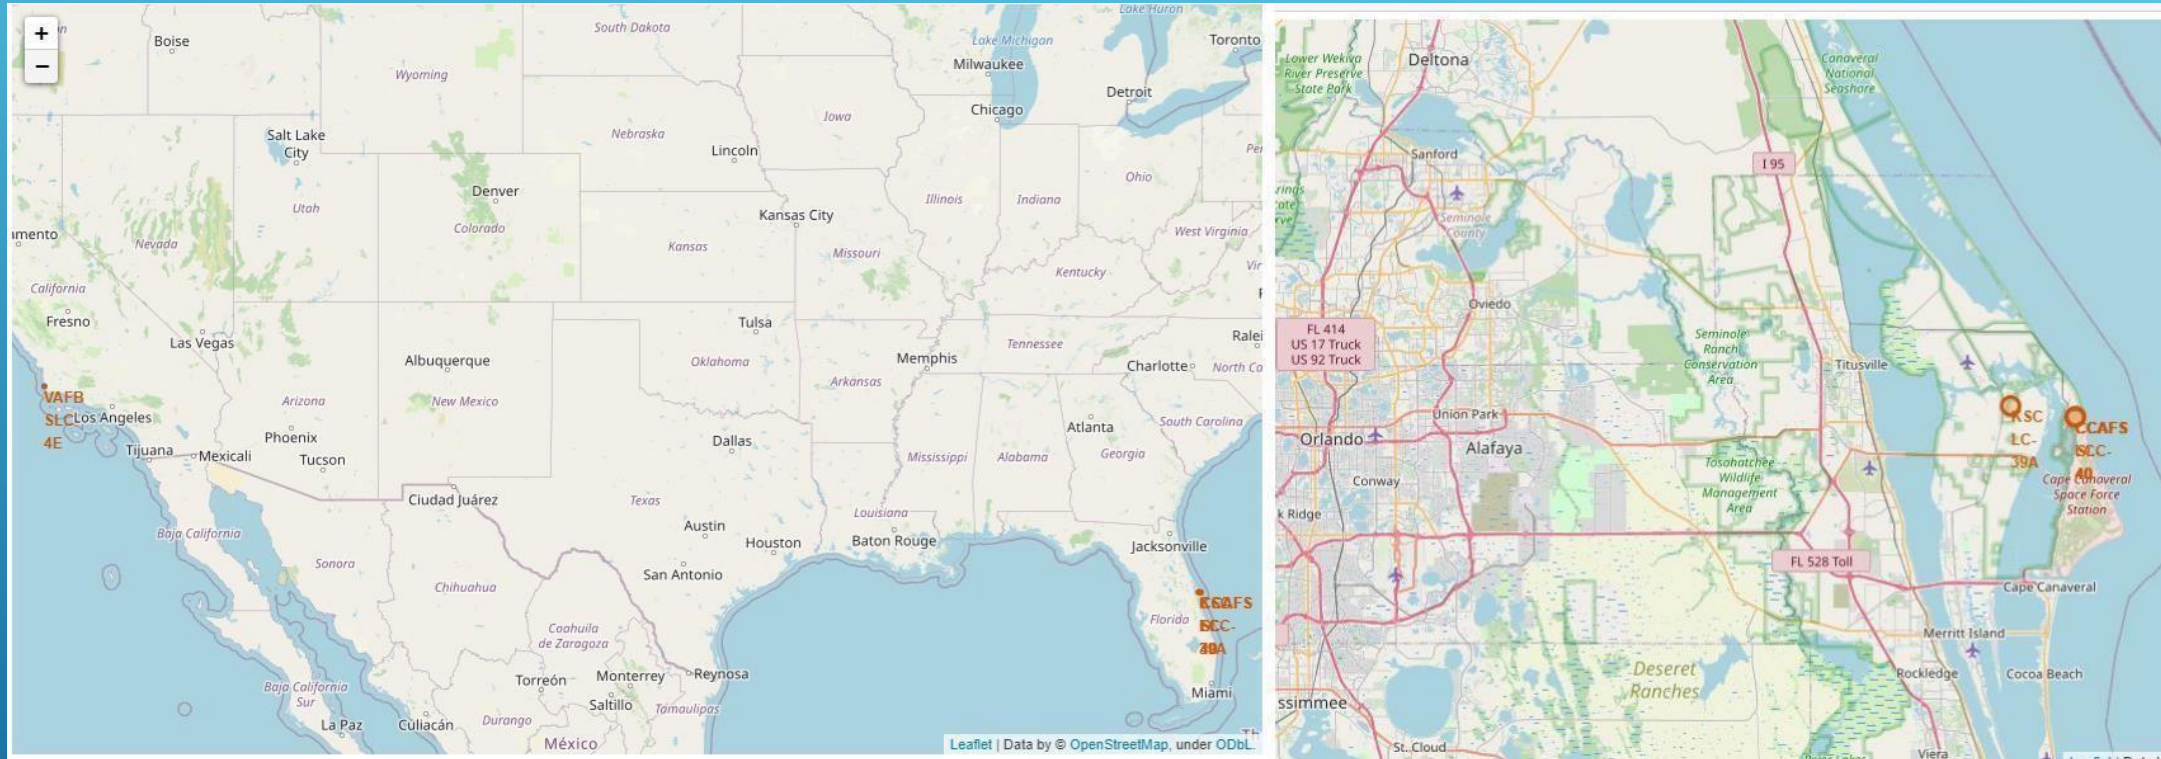 +
−
Boise
South Dakota
Lake Huron
Lake Michigan
Toronto
Wyoming
Milwaukee
Detroit
Chicago
Iowa
Salt Lake
City
Nebraska
Lincoln
Denver
Ohio
Utah
Illinois
Indiana
Kansas City
Colorado
Nevada
Kansas
Missouri
West Virginia
Kentucky
California
Fresno
Las Vegas
Tulsa
Tennessee
Albuquerque
Oklahoma
Memphis
Charlotte
Arkansas
VAFB
SLC-
4E
Los Angeles
Arizona
New Mexico
South Carolina
Phoenix
Atlanta
Dallas
Tijuana
Mexicali
Tucson
Mississippi
Alabama
Georgia
Ciudad Juárez
Texas
Louisiana
Austin
Houston
Baton Rouge
Jacksonville
Baja California
Sonora
San Antonio
Chihuahua
Florida
Coahuila
de Zaragoza
Torreón
Monterrey
Reynosa
Saltillo
Miami
Baja California
Sur
La Paz
Culiacán
Durango
Tamaulipas
México
Leaflet | Data by © OpenStreetMap, under ODbL.
Lower Wekiva
River Preserve
State Park
Deltona
Canaveral
National
Seashore
Sanford
I 95
Seminole
County
Oviedo
FL 414
US 17 Truck
US 92 Truck
Seminole
Ranch
Conservation
Area
Titusville
Union Park
Orlando
Alafaya
KSC
LC-
39A
CCAFS
40
Tosohatchee
Wildlife
Management
Area
Conway
Cape Canaveral
Space Force
Station
FL 528 Toll
Cape Canaveral
Merritt Island
Deseret
Ranches
Rockledge
Cocoa Beach
St. Cloud
Viera